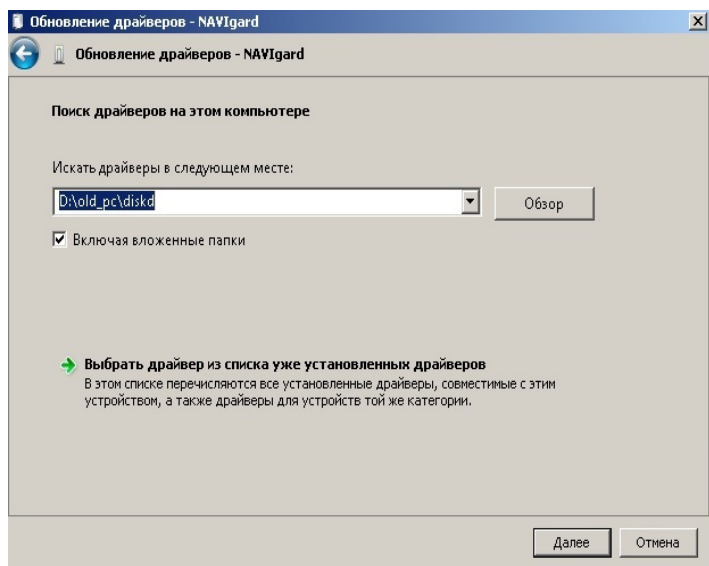 Обновление драйверов - NAVIgard
Обновление драйверов - NAVIgard
Поиск драйверов на этом компьютере
Искать драйверы в следующем месте:
D:\old_pc\diskd
Обзор
Включая вложенные папки
Выбрать драйвер из списка уже установленных драйверов
В этом списке перечисляются все установленные драйверы, совместимые с этим
устройством, а также драйверы для устройств той же категории.
Далее
Отмена